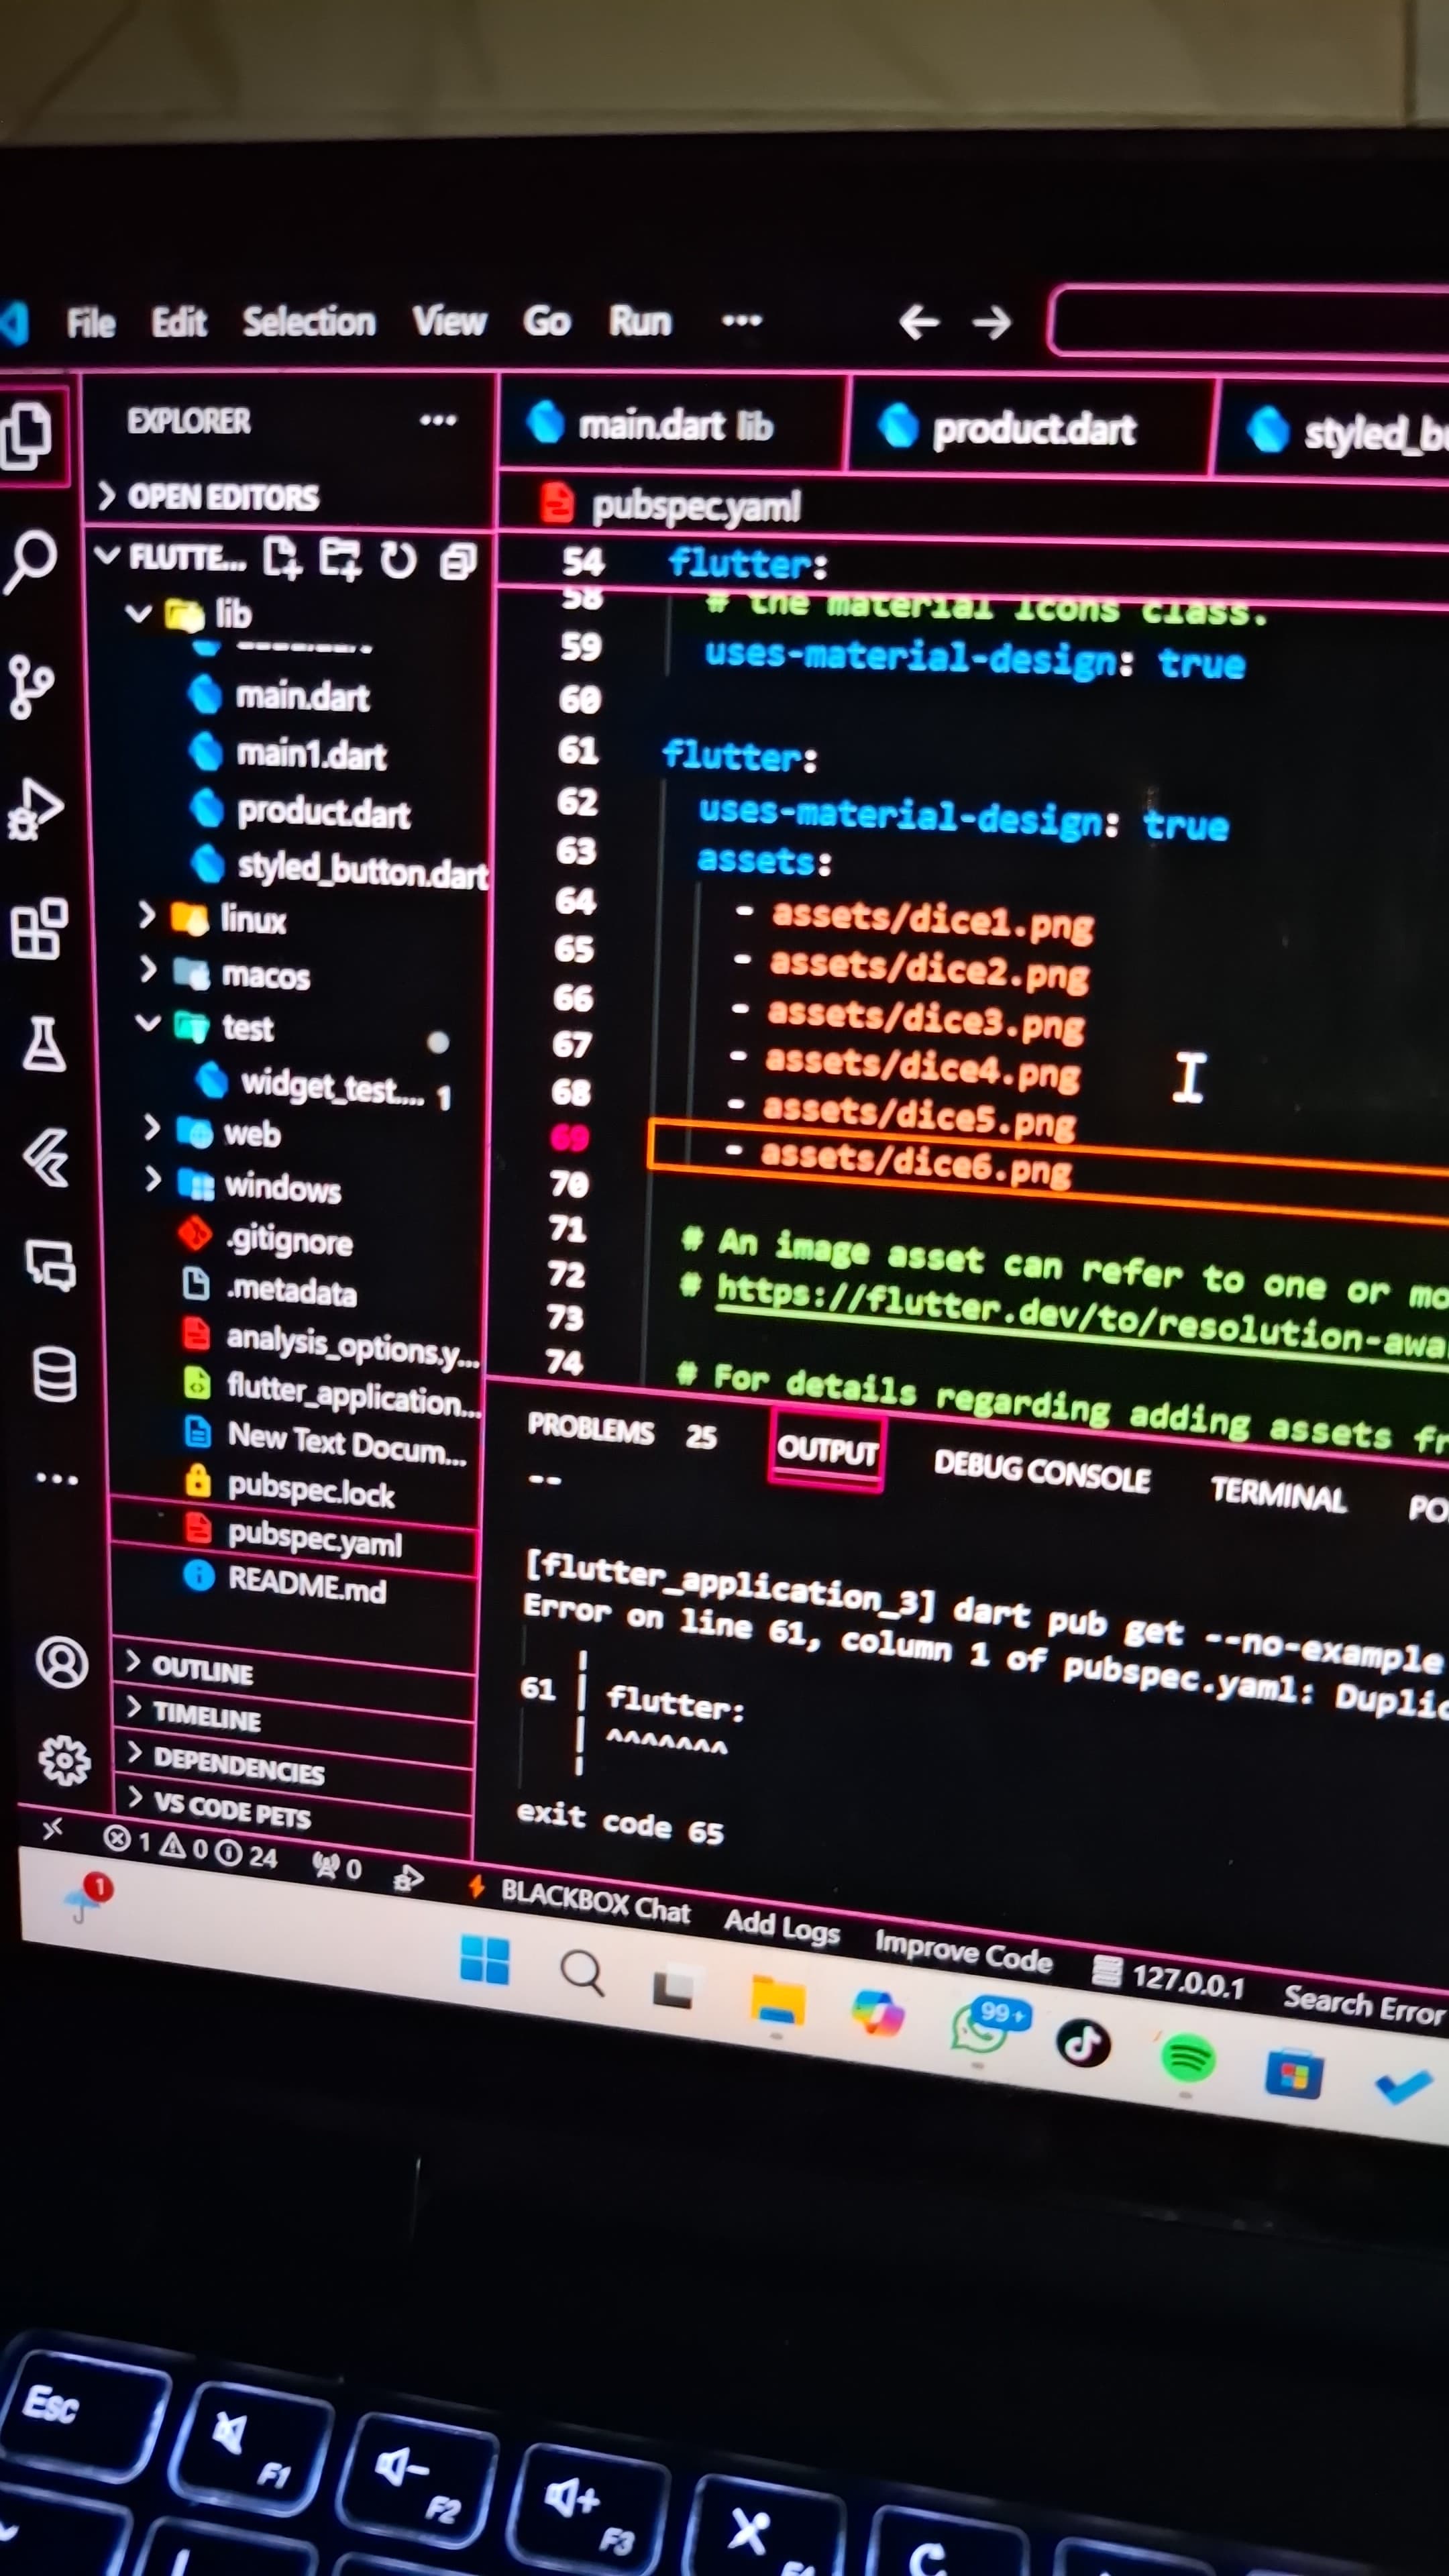 File Edit Selection View Go Run ...
EXPLORER ...
OPEN EDITORS
FLUTTE...
lib
main.dart
main1.dart
product.dart
styled_button.dart
linux
macos
test
widget_test.... 1
web
windows
.gitignore
.metadata
analysis_options.y...
flutter_application...
New Text Docum...
pubspec.lock
pubspec.yaml
README.md
OUTLINE
TIMELINE
DEPENDENCIES
VS CODE PETS
main.dart lib
product.dart
styled_bu
pubspec.yaml
54 flutter:
58 # the material Icons class.
59 uses-material-design: true
60
61 flutter:
62 uses-material-design: true
63 assets:
64 - assets/dice1.png
65 - assets/dice2.png
66 - assets/dice3.png
67 - assets/dice4.png
68 - assets/dice5.png
69 - assets/dice6.png
70
71 # An image asset can refer to one or mo
72 # https://flutter.dev/to/resolution-awa
73
74 # For details regarding adding assets fr
PROBLEMS 25 OUTPUT DEBUG CONSOLE TERMINAL PO
--
[flutter_application_3] dart pub get --no-example
Error on line 61, column 1 of pubspec.yaml: Duplic
61 | flutter:
| ^^^^^^^
exit code 65
1 0 24 0 BLACKBOX Chat Add Logs Improve Code 127.0.0.1 Search Error
1
99+
Esc
F1
F2
F3